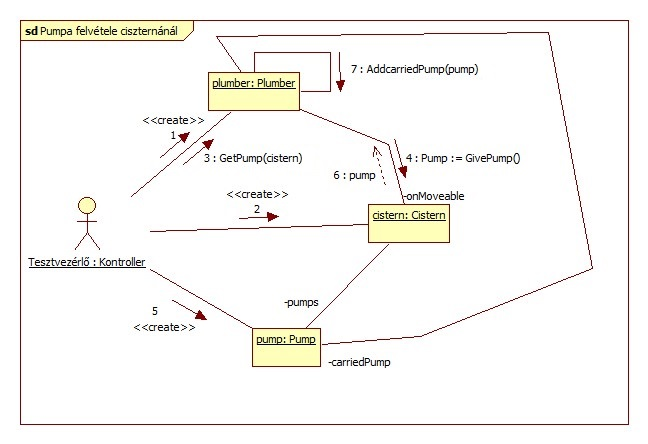 sd Pumpa felvétele ciszternánál
plumber: Plumber
7 : AddcarriedPump(pump)
<<create>>
1
3 : GetPump(cistern)
4 : Pump := GivePump()
6 : pump
<<create>>
2
-onMoveable
cistern: Cistern
Tesztvezérlő : Kontroller
5
<<create>>
-pumps
pump: Pump
-carriedPump